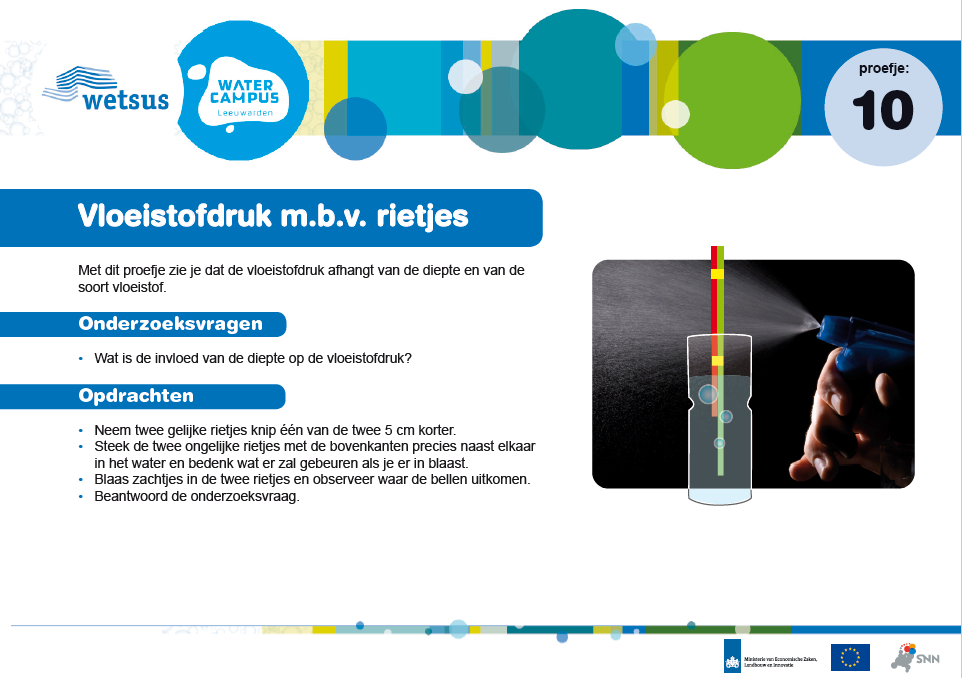 wetsus
WATER
CAMPUS
Leeuwarden
proefje:
10
Vloeistofdruk m.b.v. rietjes
Met dit proefje zie je dat de vloeistofdruk afhangt van de diepte en van de
soort vloeistof.
Onderzoeksvragen
• Wat is de invloed van de diepte op de vloeistofdruk?
Opdrachten
• Neem twee gelijke rietjes knip één van de twee 5 cm korter.
• Steek de twee ongelijke rietjes met de bovenkanten precies naast elkaar
in het water en bedenk wat er zal gebeuren als je er in blaast.
• Blaas zachtjes in de twee rietjes en observeer waar de bellen uitkomen.
• Beantwoord de onderzoeksvraag.
Ministerie van Economische Zaken,
Landbouw en Innovatie
SNN